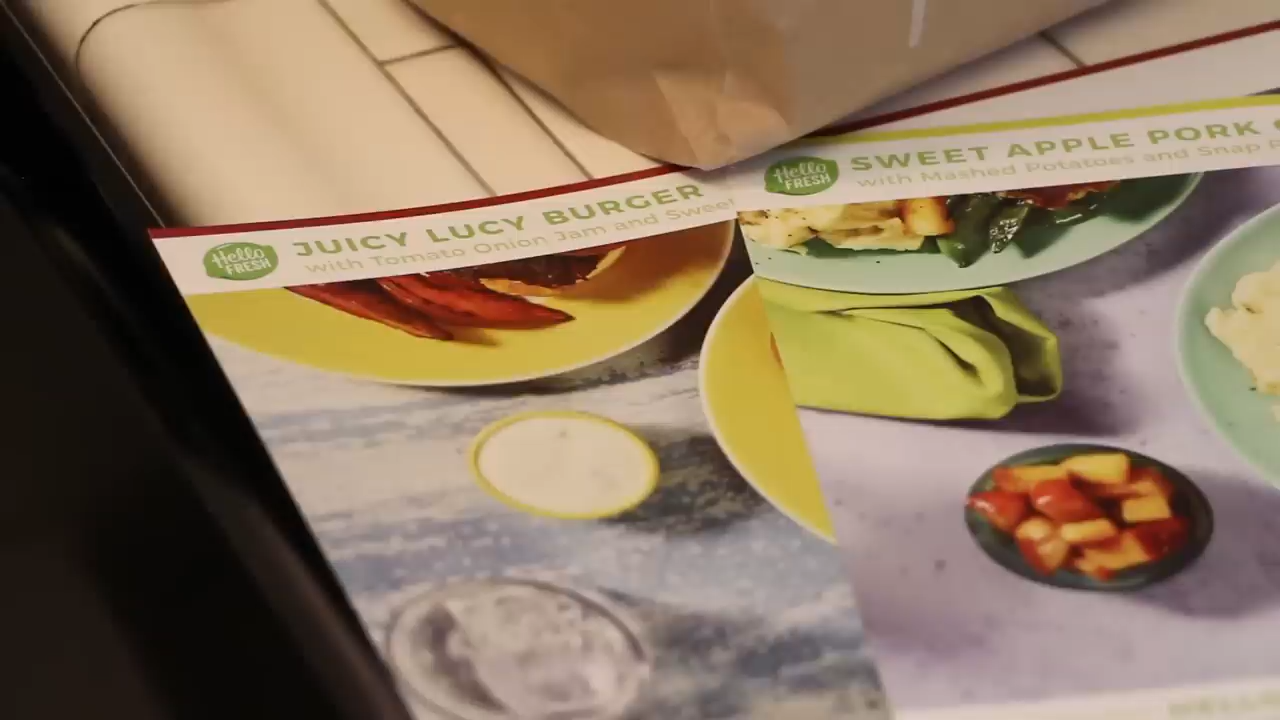 Hello
FRESH
JUICY LUCY BURGER
with Tomato Onion Jam and Sweet
Hello
FRESH
SWEET APPLE PORK
with Mashed Potatoes and Snap